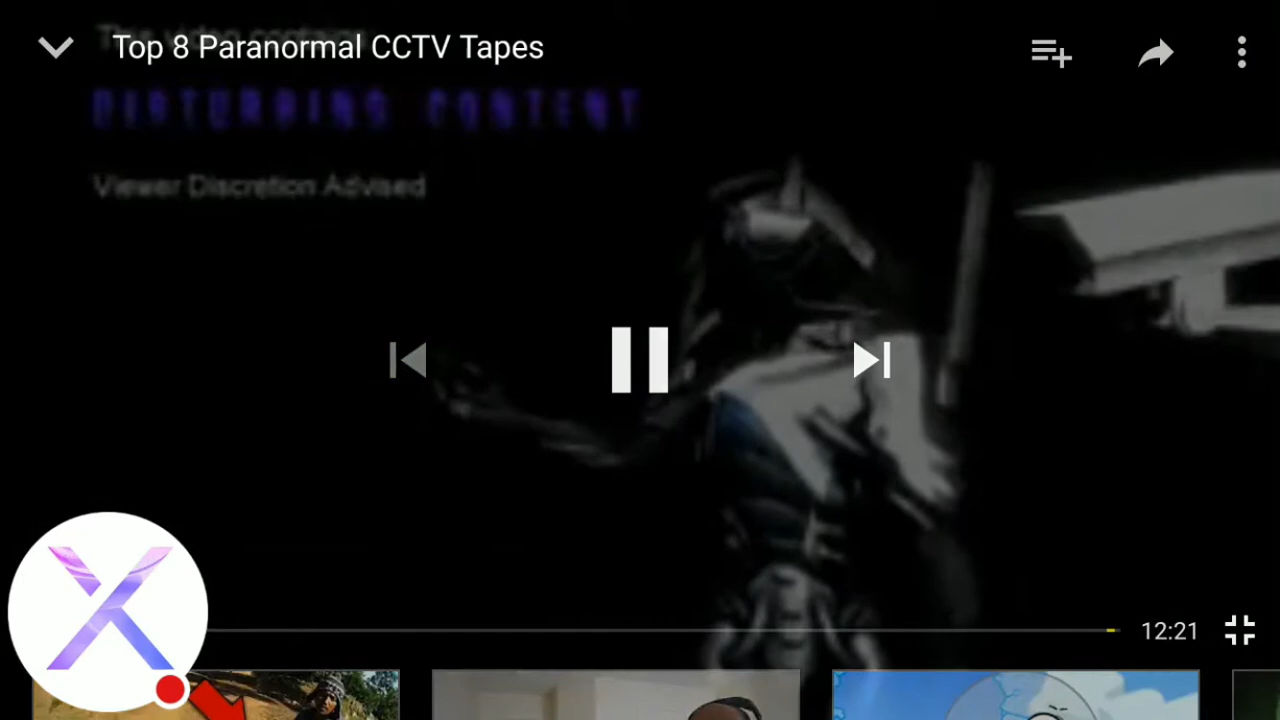 Top 8 Paranormal CCTV Tapes
DISTURBING CONTENT
Viewer Discretion Advised
12:21